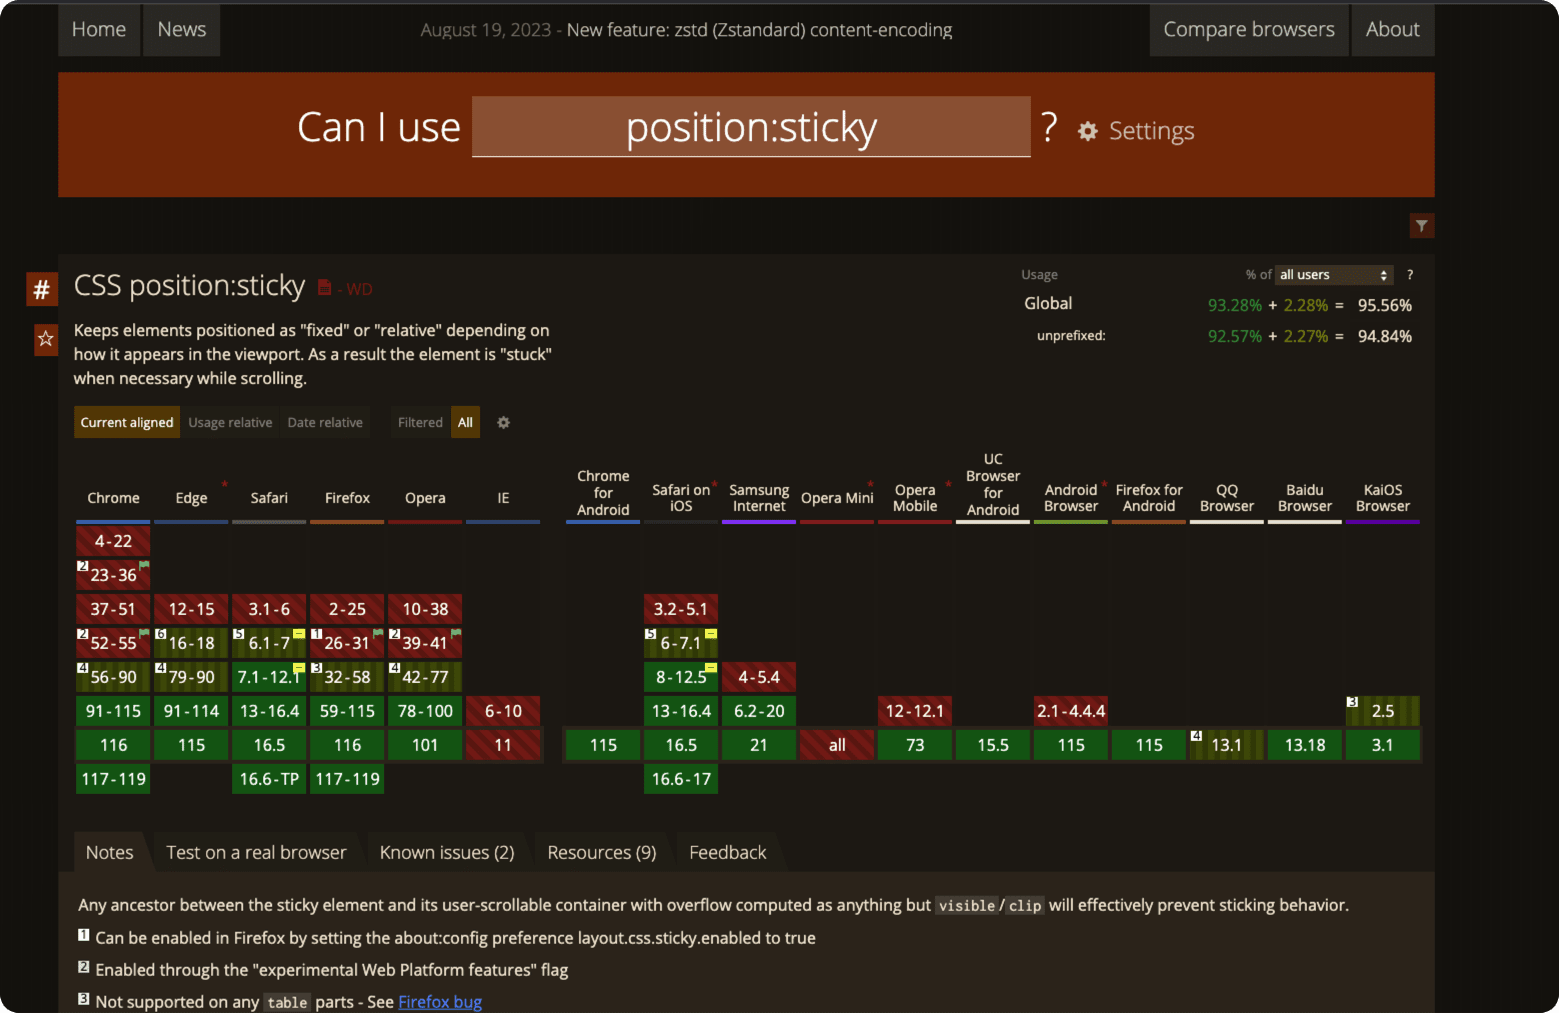 Home News August 19, 2023 - New feature: zstd (Zstandard) content-encoding Compare browsers About
Can I use position:sticky ? Settings
# CSS position:sticky - WD
Usage % of all users ?
Global 93.28% + 2.28% = 95.56%
unprefixed: 92.57% + 2.27% = 94.84%
Keeps elements positioned as "fixed" or "relative" depending on
how it appears in the viewport. As a result the element is "stuck"
when necessary while scrolling.
Current aligned Usage relative Date relative Filtered All
Chrome Edge * Safari Firefox Opera IE
Chrome for Android
Safari on iOS *
Samsung Internet
Opera Mini *
Opera Mobile *
UC Browser for Android
Android Browser *
Firefox for Android
QQ Browser
Baidu Browser
KaiOS Browser
4-22
2 23-36
37-51 12-15 3.1-6 2-25 10-38 3.2-5.1
2 52-55 6 16-18 5 6.1-7 1 26-31 2 39-41 5 6-7.1
4 56-90 4 79-90 7.1-12.1 3 32-58 4 42-77 8-12.5 4-5.4
91-115 91-114 13-16.4 59-115 78-100 6-10 13-16.4 6.2-20 12-12.1 2.1-4.4.4 3 2.5
116 115 16.5 116 101 11 115 16.5 21 all 73 15.5 115 115 4 13.1 13.18 3.1
117-119 16.6-TP 117-119 16.6-17
Notes Test on a real browser Known issues (2) Resources (9) Feedback
Any ancestor between the sticky element and its user-scrollable container with overflow computed as anything but visible/clip will effectively prevent sticking behavior.
1 Can be enabled in Firefox by setting the about:config preference layout.css.sticky.enabled to true
2 Enabled through the "experimental Web Platform features" flag
3 Not supported on any table parts - See Firefox bug